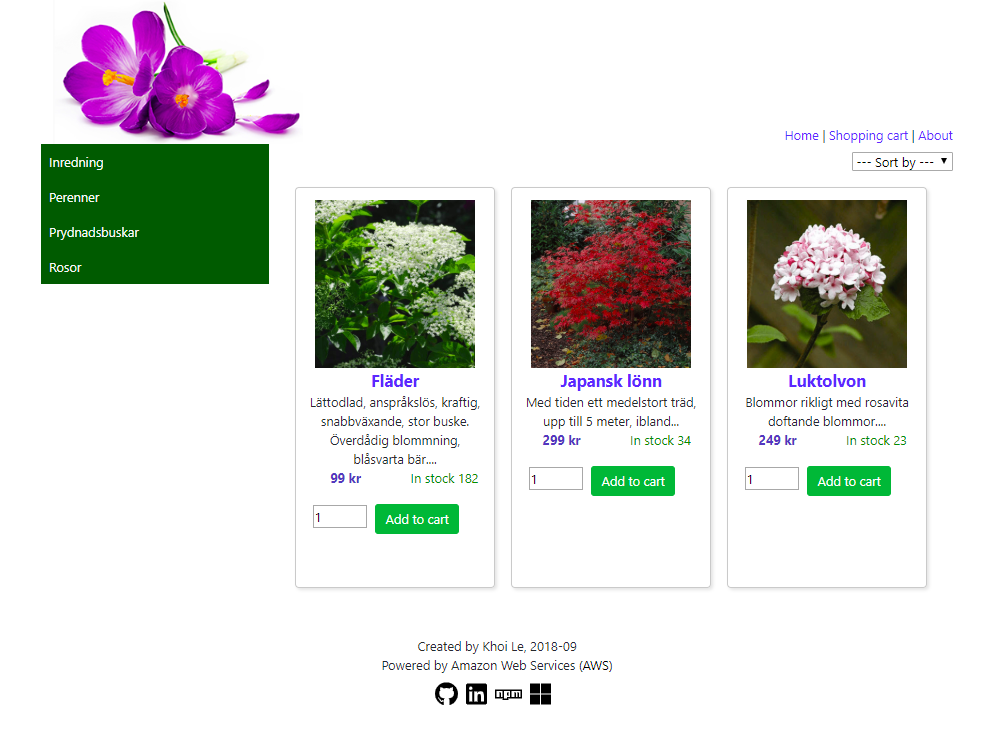 Home | Shopping cart | About
--- Sort by ---
Inredning
Perenner
Prydnadsbuskar
Rosor
Fläder
Lättodlad, anspråkslös, kraftig,
snabbväxande, stor buske.
Överdådig blommning,
blåsvarta bär....
99 kr In stock 182
1 Add to cart
Japansk lönn
Med tiden ett medelstort träd,
upp till 5 meter, ibland...
299 kr In stock 34
1 Add to cart
Luktolvon
Blommor rikligt med rosavita
doftande blommor....
249 kr In stock 23
1 Add to cart
Created by Khoi Le, 2018-09
Powered by Amazon Web Services (AWS)
in npm